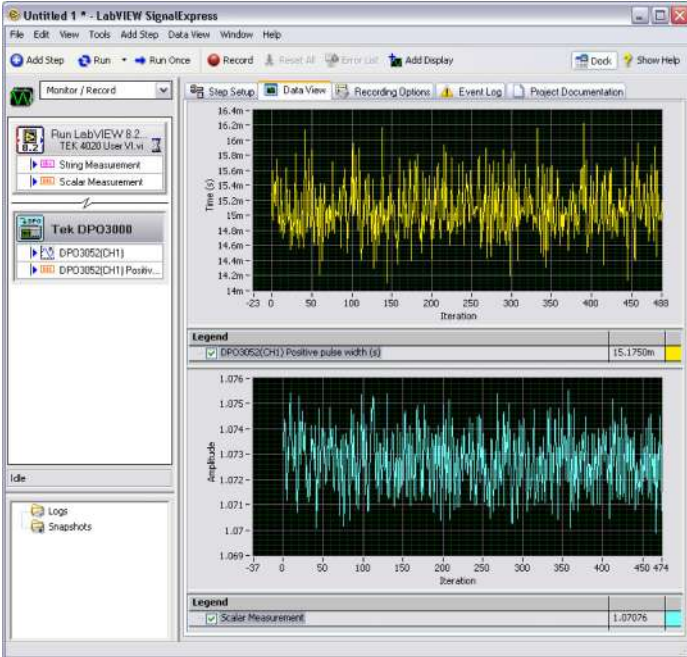 Untitled 1 * - LabVIEW SignalExpress
File Edit View Tools Add Step Data View Window Help
Add Step Run Run Once Record Reset All Error List Add Display Dock Show Help
Monitor / Record
Step Setup Data View Recording Options Event Log Project Documentation
8.2
Run LabVIEW 8.2...
TEK 4020 User VI.vi
String Measurement
Scalar Measurement
Tek DPO3000
DPO3052(CH1)
DPO3052(CH1) Positiv...
Idle
Logs
Snapshots
Time (s)
16.4m
16.2m
16m
15.8m
15.6m
15.4m
15.2m
15m
14.8m
14.6m
14.4m
14.2m
14m
-23 0 50 100 150 200 250 300 350 400 450 488
Iteration
Legend
DPO3052(CH1) Positive pulse width (s) 15.1750m
Amplitude
1.076
1.075
1.074
1.073
1.072
1.071
1.07
1.069
-37 0 50 100 150 200 250 300 350 400 450 474
Iteration
Legend
Scalar Measurement 1.07076